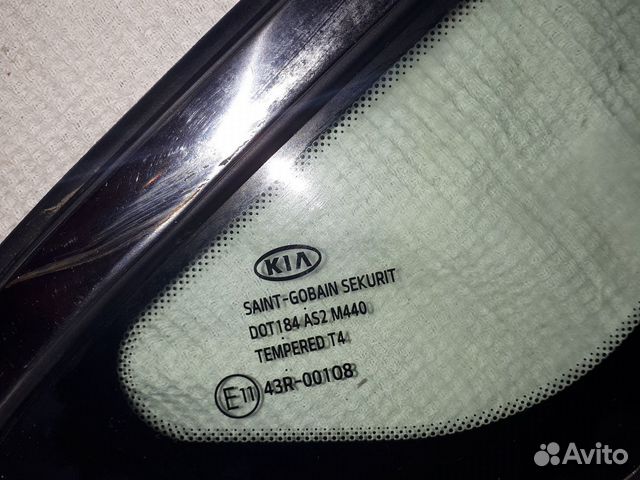 KIA
SAINT-GOBAIN SEKURIT
DOT184 AS2 M440
TEMPERED T4
E11 43R-00108
Avito